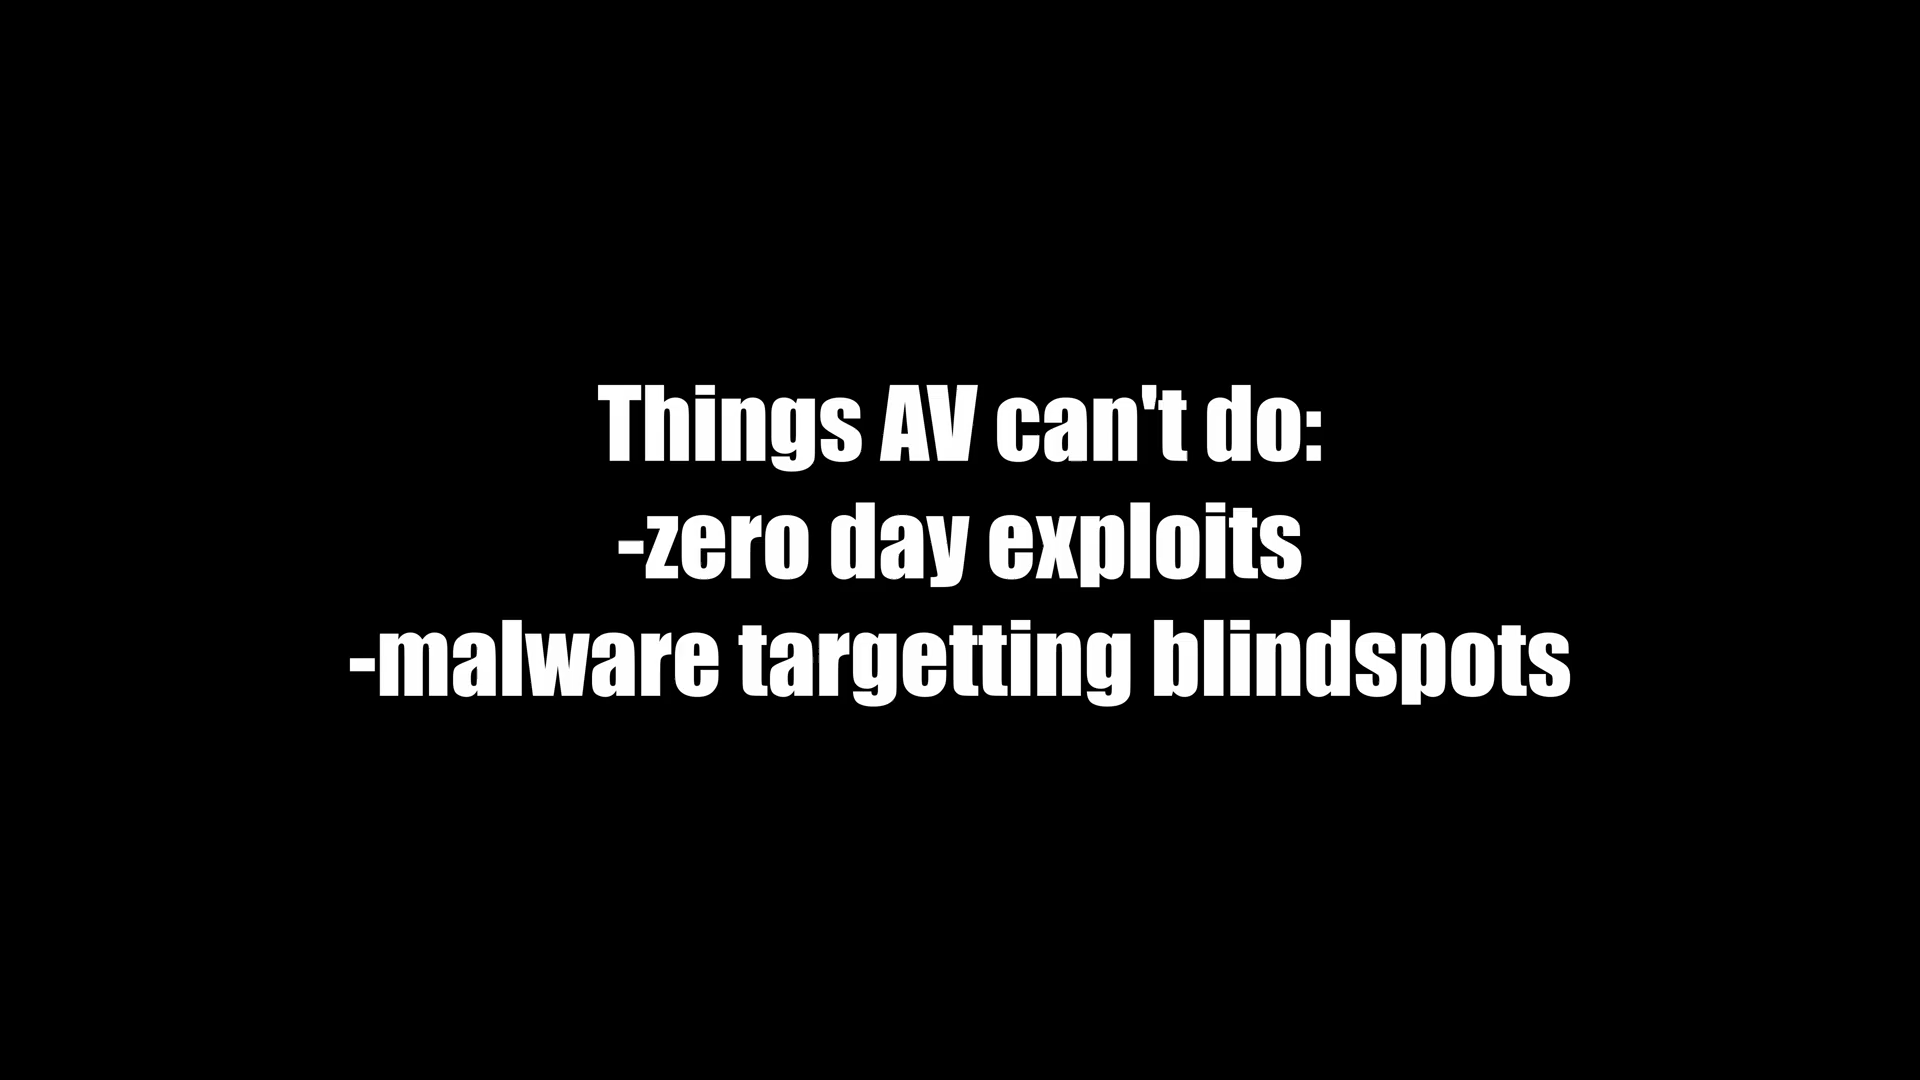 Things AV can't do:
-zero day exploits
-malware targetting blindspots